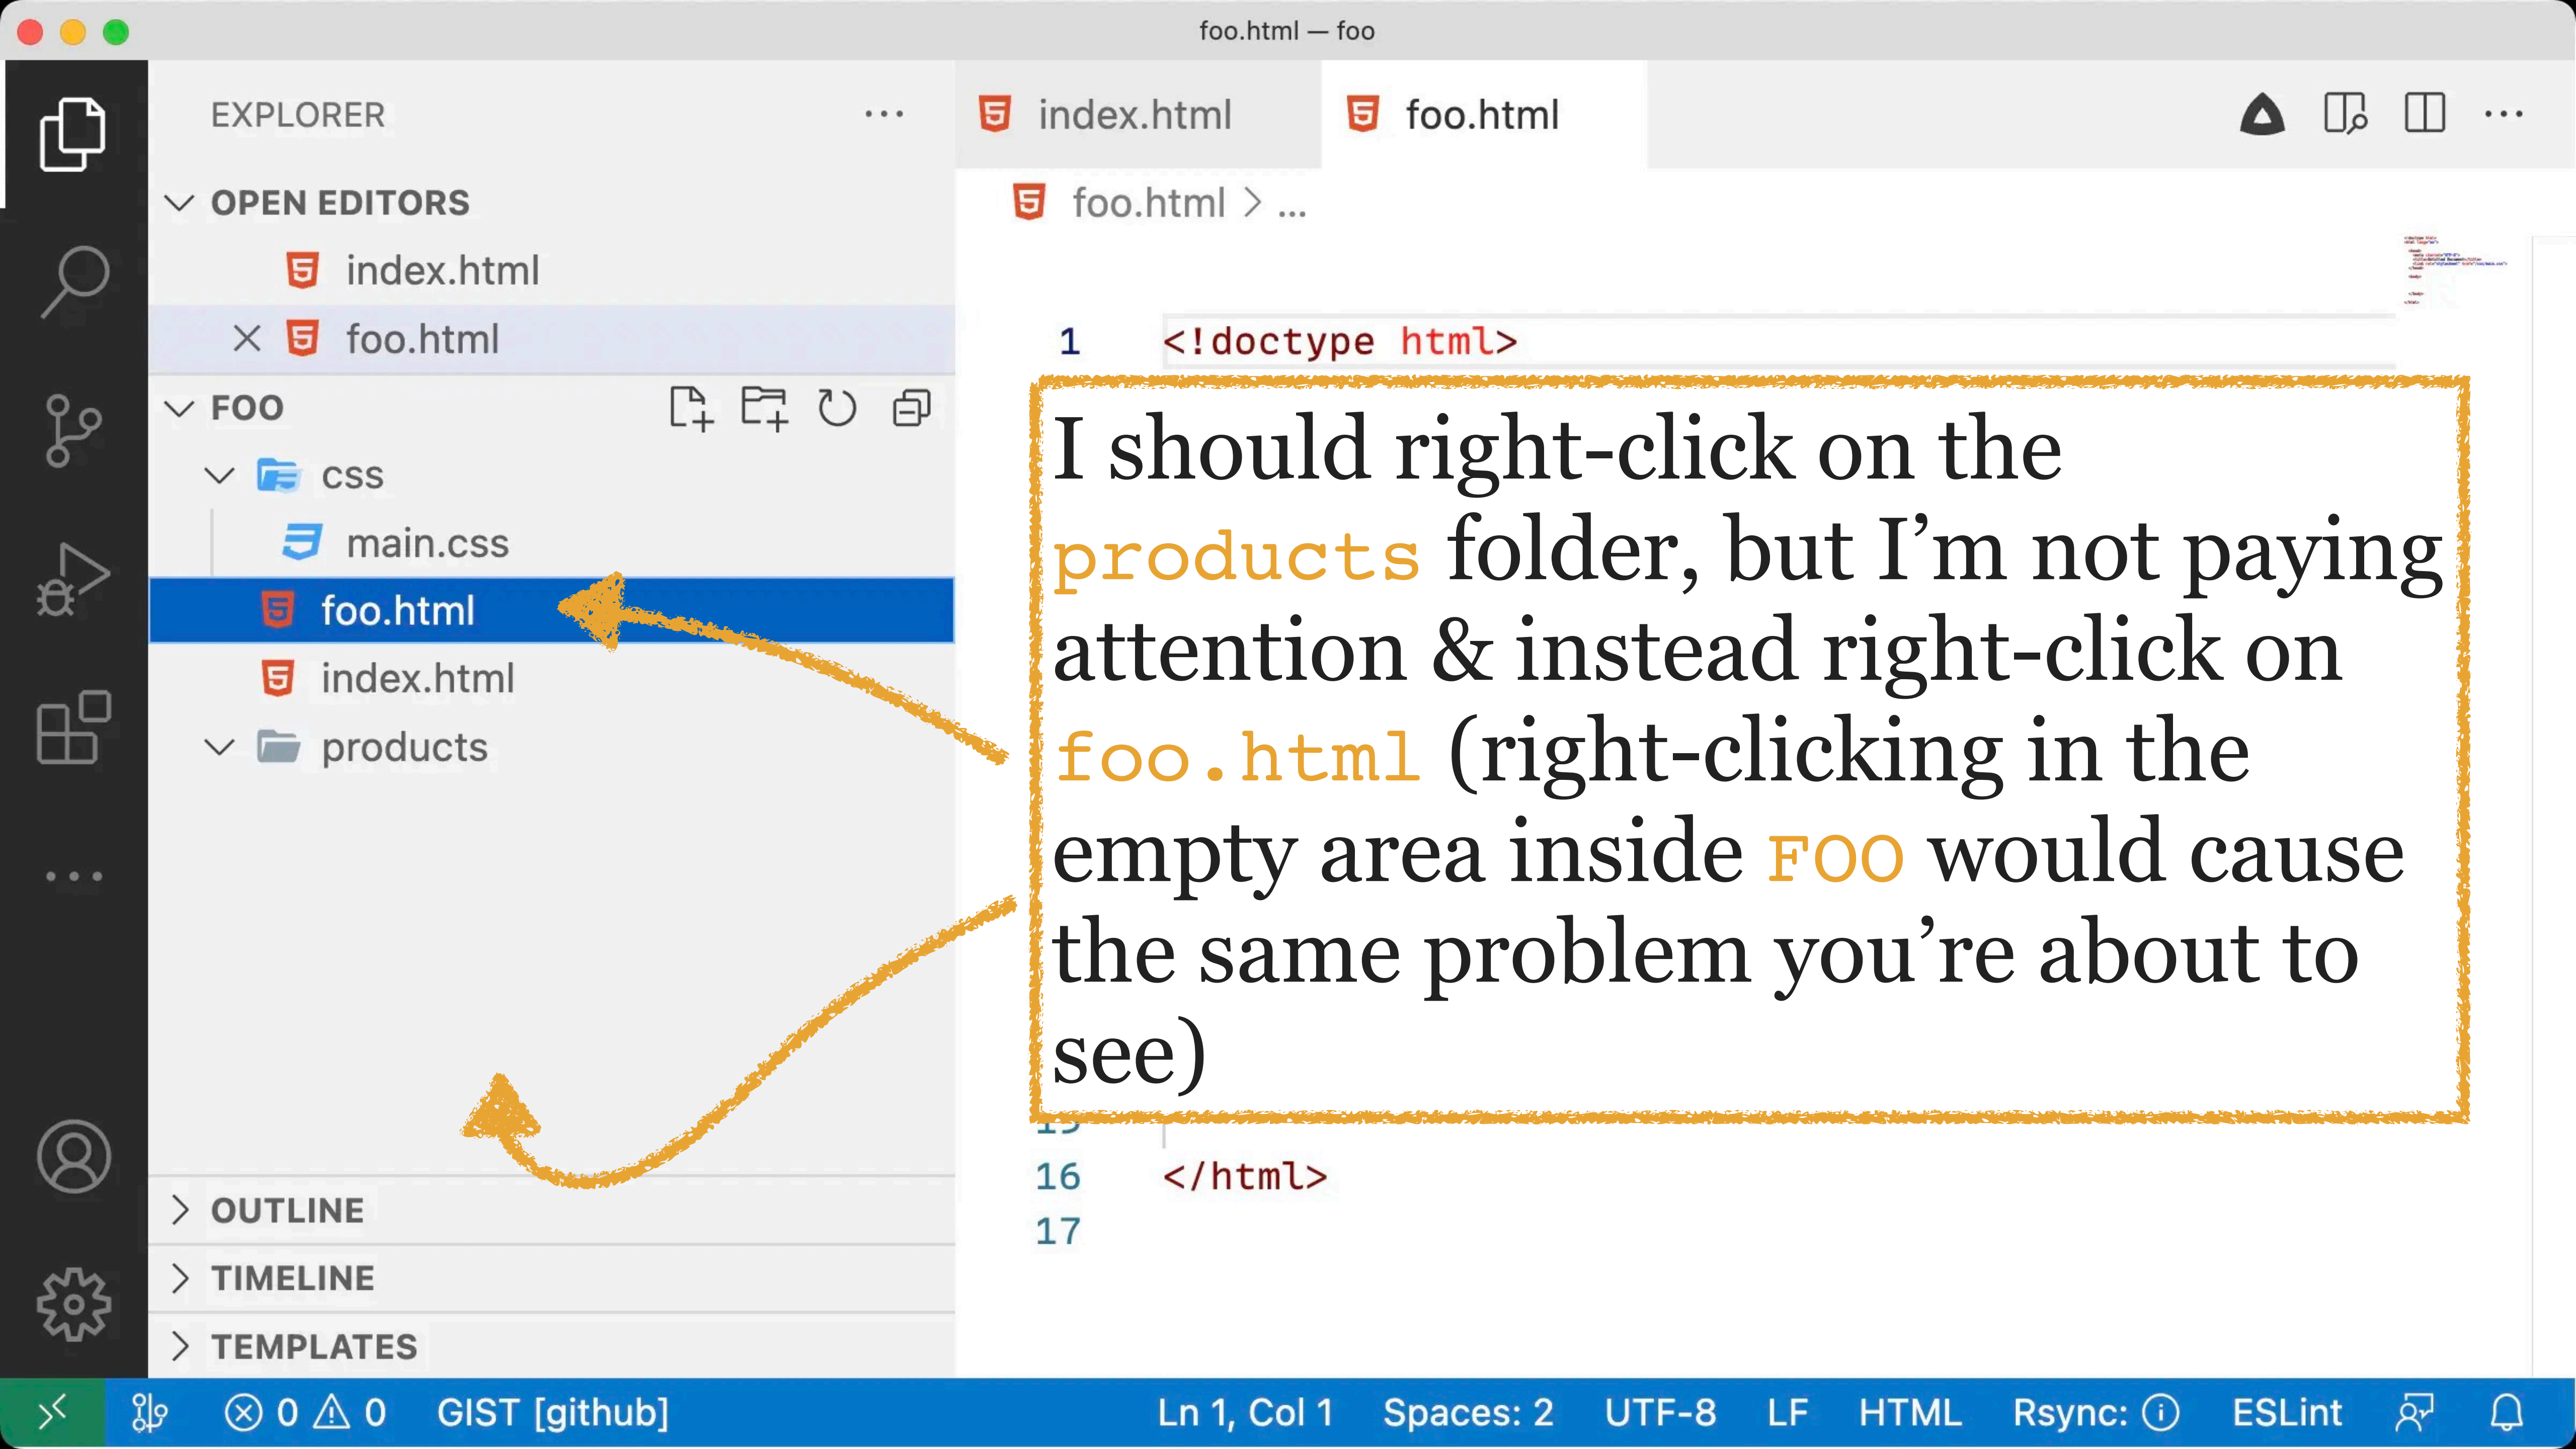 foo.html — foo
EXPLORER
OPEN EDITORS
index.html
foo.html
FOO
css
main.css
foo.html
index.html
products
OUTLINE
TIMELINE
TEMPLATES
index.html
foo.html
foo.html > ...
1 <!doctype html>
I should right-click on the
products folder, but I’m not paying
attention & instead right-click on
foo.html (right-clicking in the
empty area inside FOO would cause
the same problem you’re about to
see)
15
16 </html>
17
0 0 GIST [github] Ln 1, Col 1 Spaces: 2 UTF-8 LF HTML Rsync: ESLint